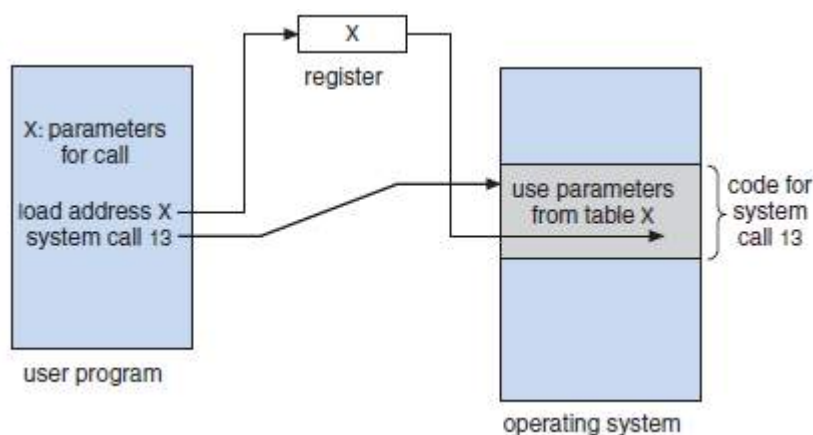 X
register
X: parameters
for call
load address X
system call 13
user program
use parameters
from table X
code for
system
call 13
operating system